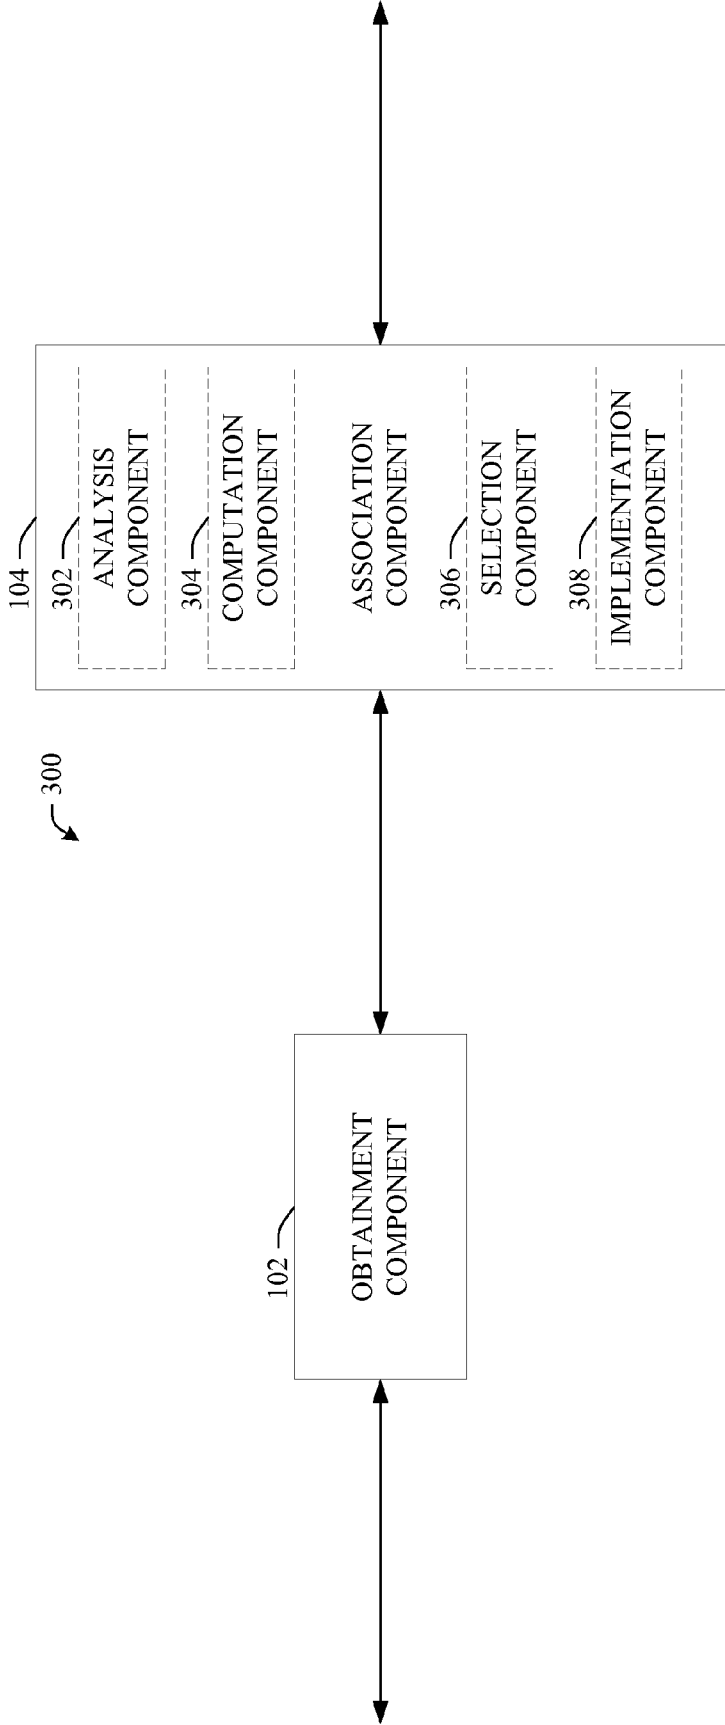 300
102
OBTAINMENT
COMPONENT
104
302
ANALYSIS
COMPONENT
304
COMPUTATION
COMPONENT
ASSOCIATION
COMPONENT
306
SELECTION
COMPONENT
308
IMPLEMENTATION
COMPONENT